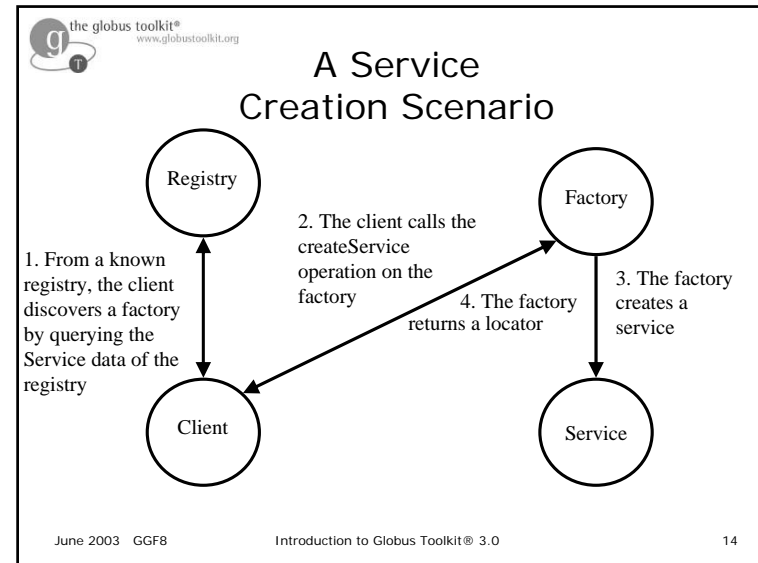 the globus toolkit®
www.globustoolkit.org
g
T
A Service
Creation Scenario
Registry
Factory
1. From a known
registry, the client
discovers a factory
by querying the
Service data of the
registry
2. The client calls the
createService
operation on the
factory
4. The factory
returns a locator
3. The factory
creates a
service
Client
Service
June 2003 GGF8
Introduction to Globus Toolkit® 3.0
14